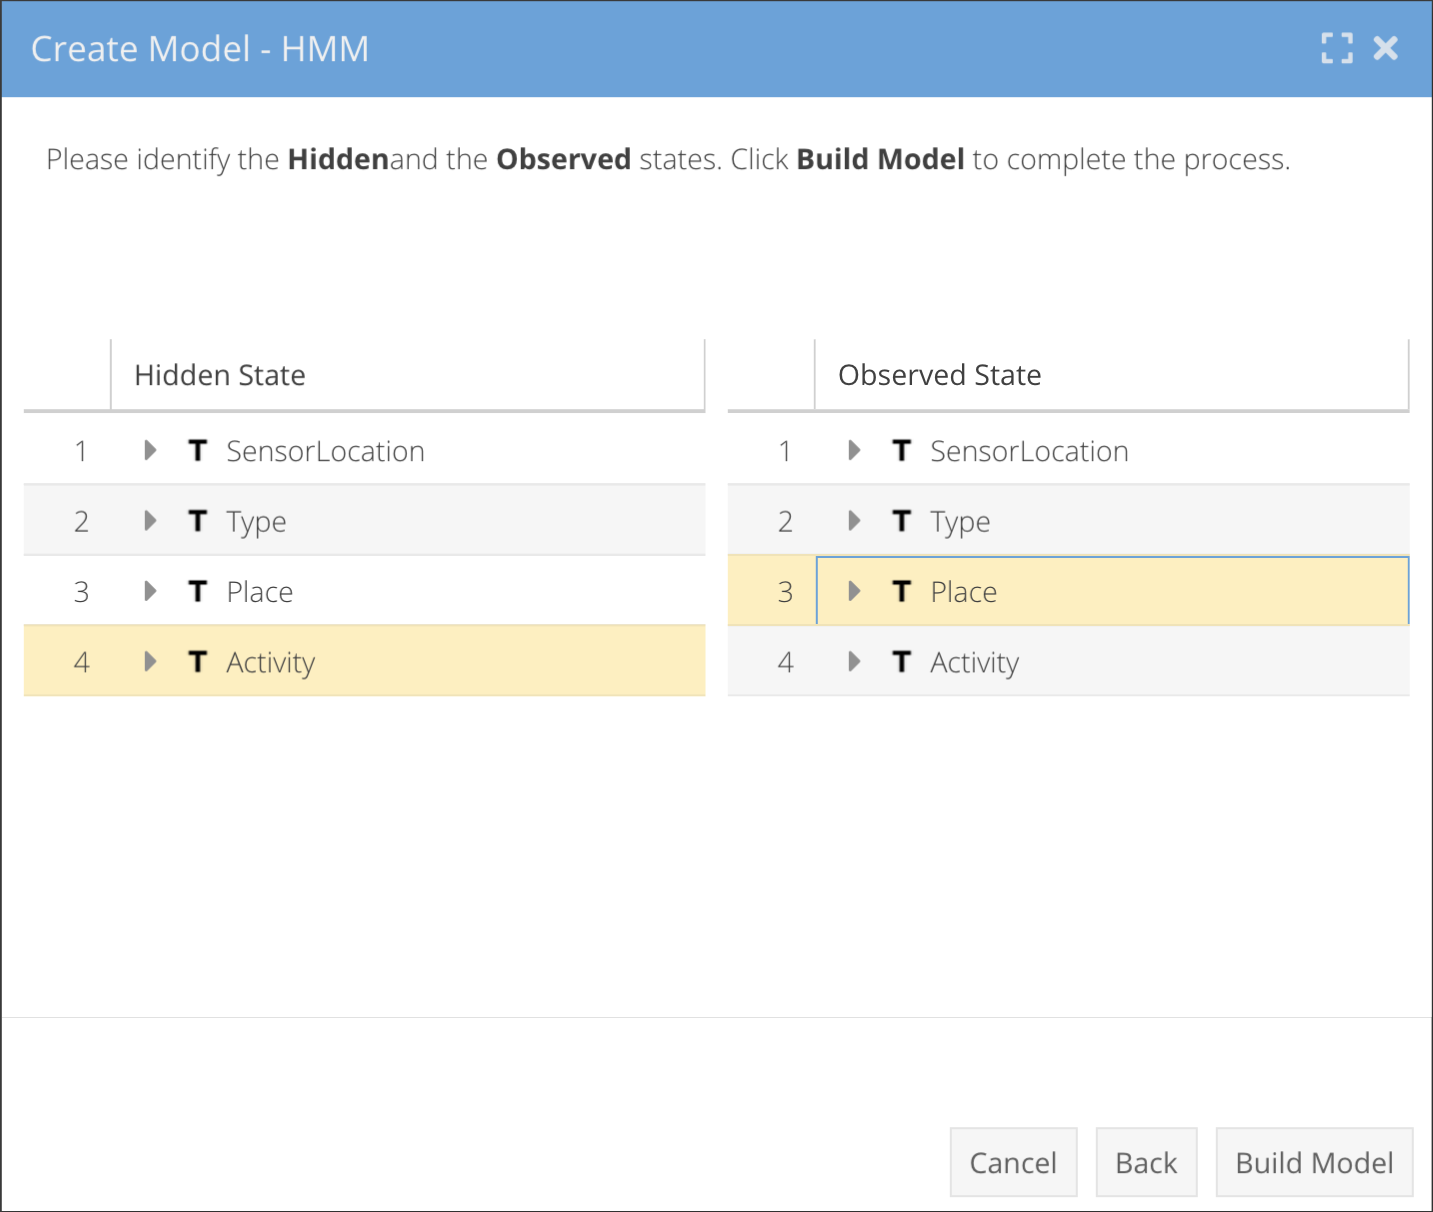 Create Model - HMM
Please identify the Hiddenand the Observed states. Click Build Model to complete the process.
Hidden State
1 T SensorLocation
2 T Type
3 T Place
4 T Activity
Observed State
1 T SensorLocation
2 T Type
3 T Place
4 T Activity
Cancel Back Build Model